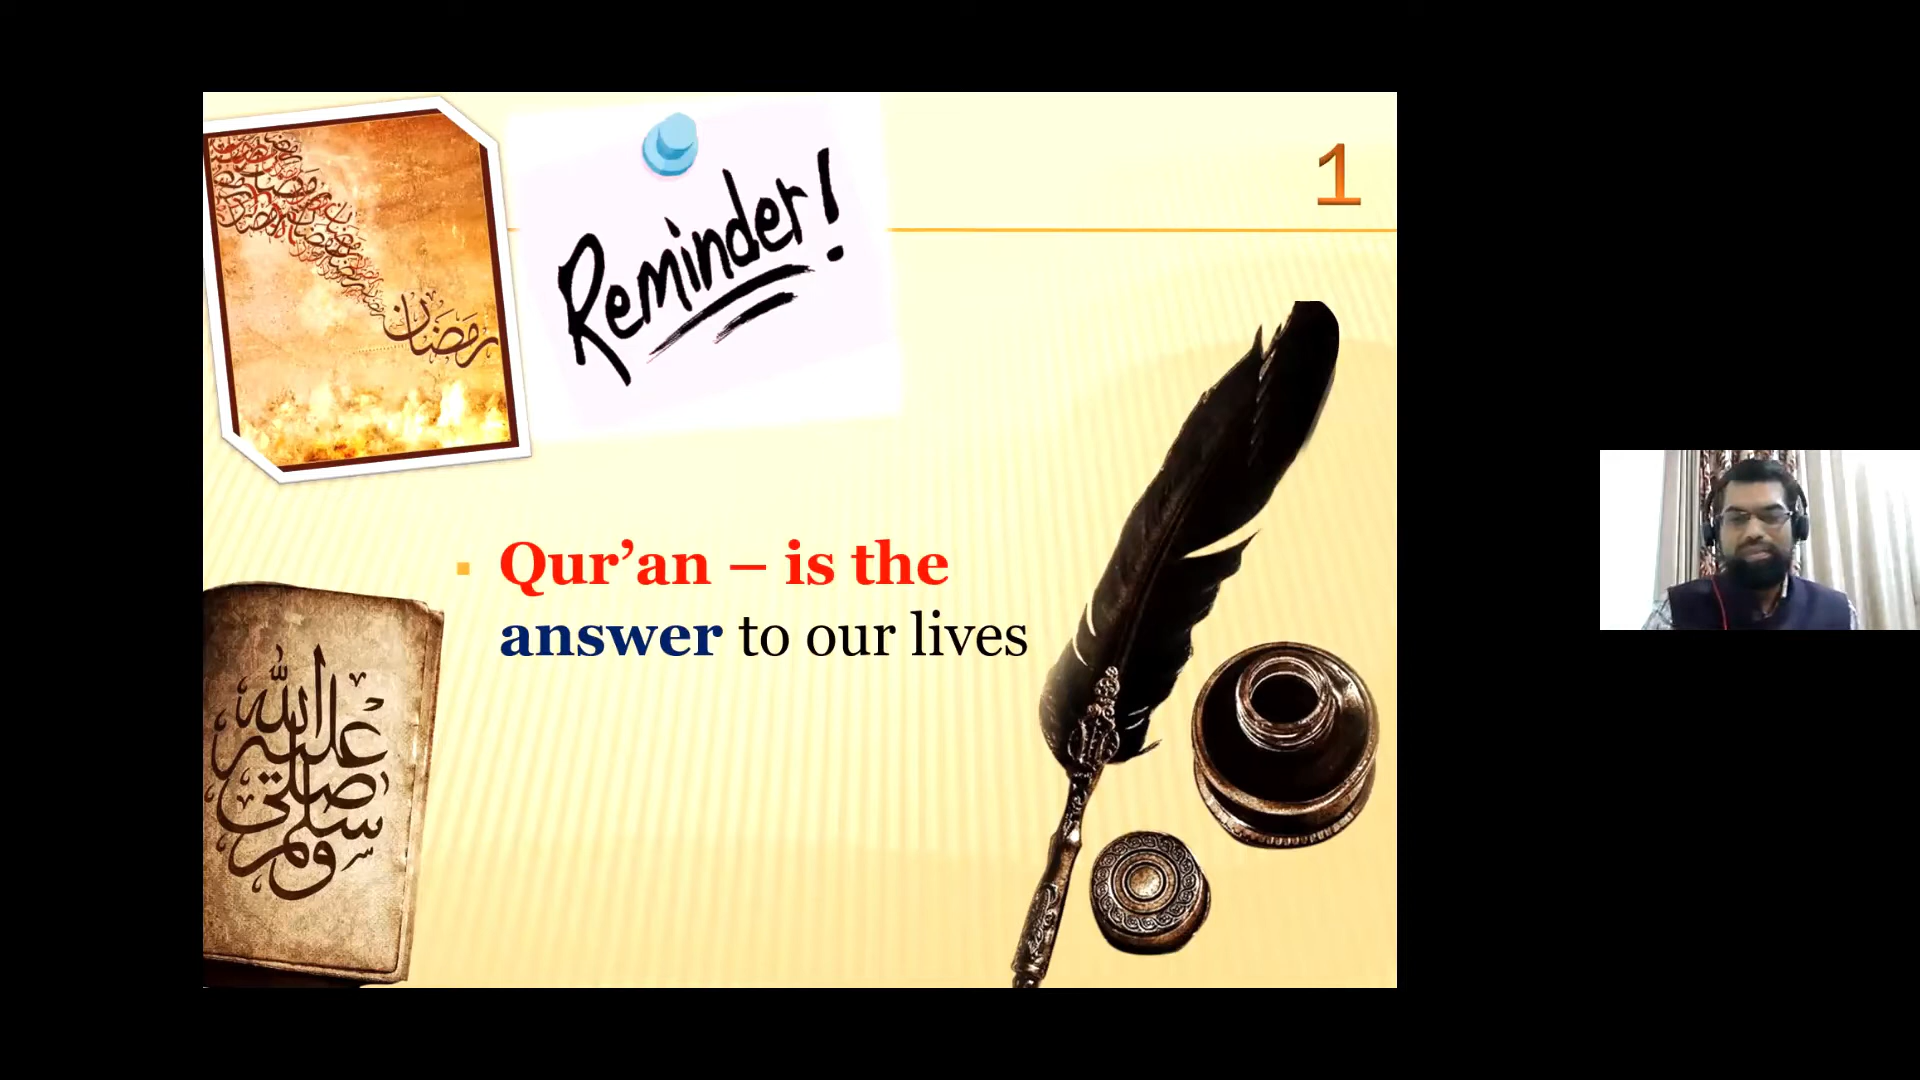 رمضان
Reminder!
1
Qur’an – is the
answer to our lives
صلى الله عليه وسلم